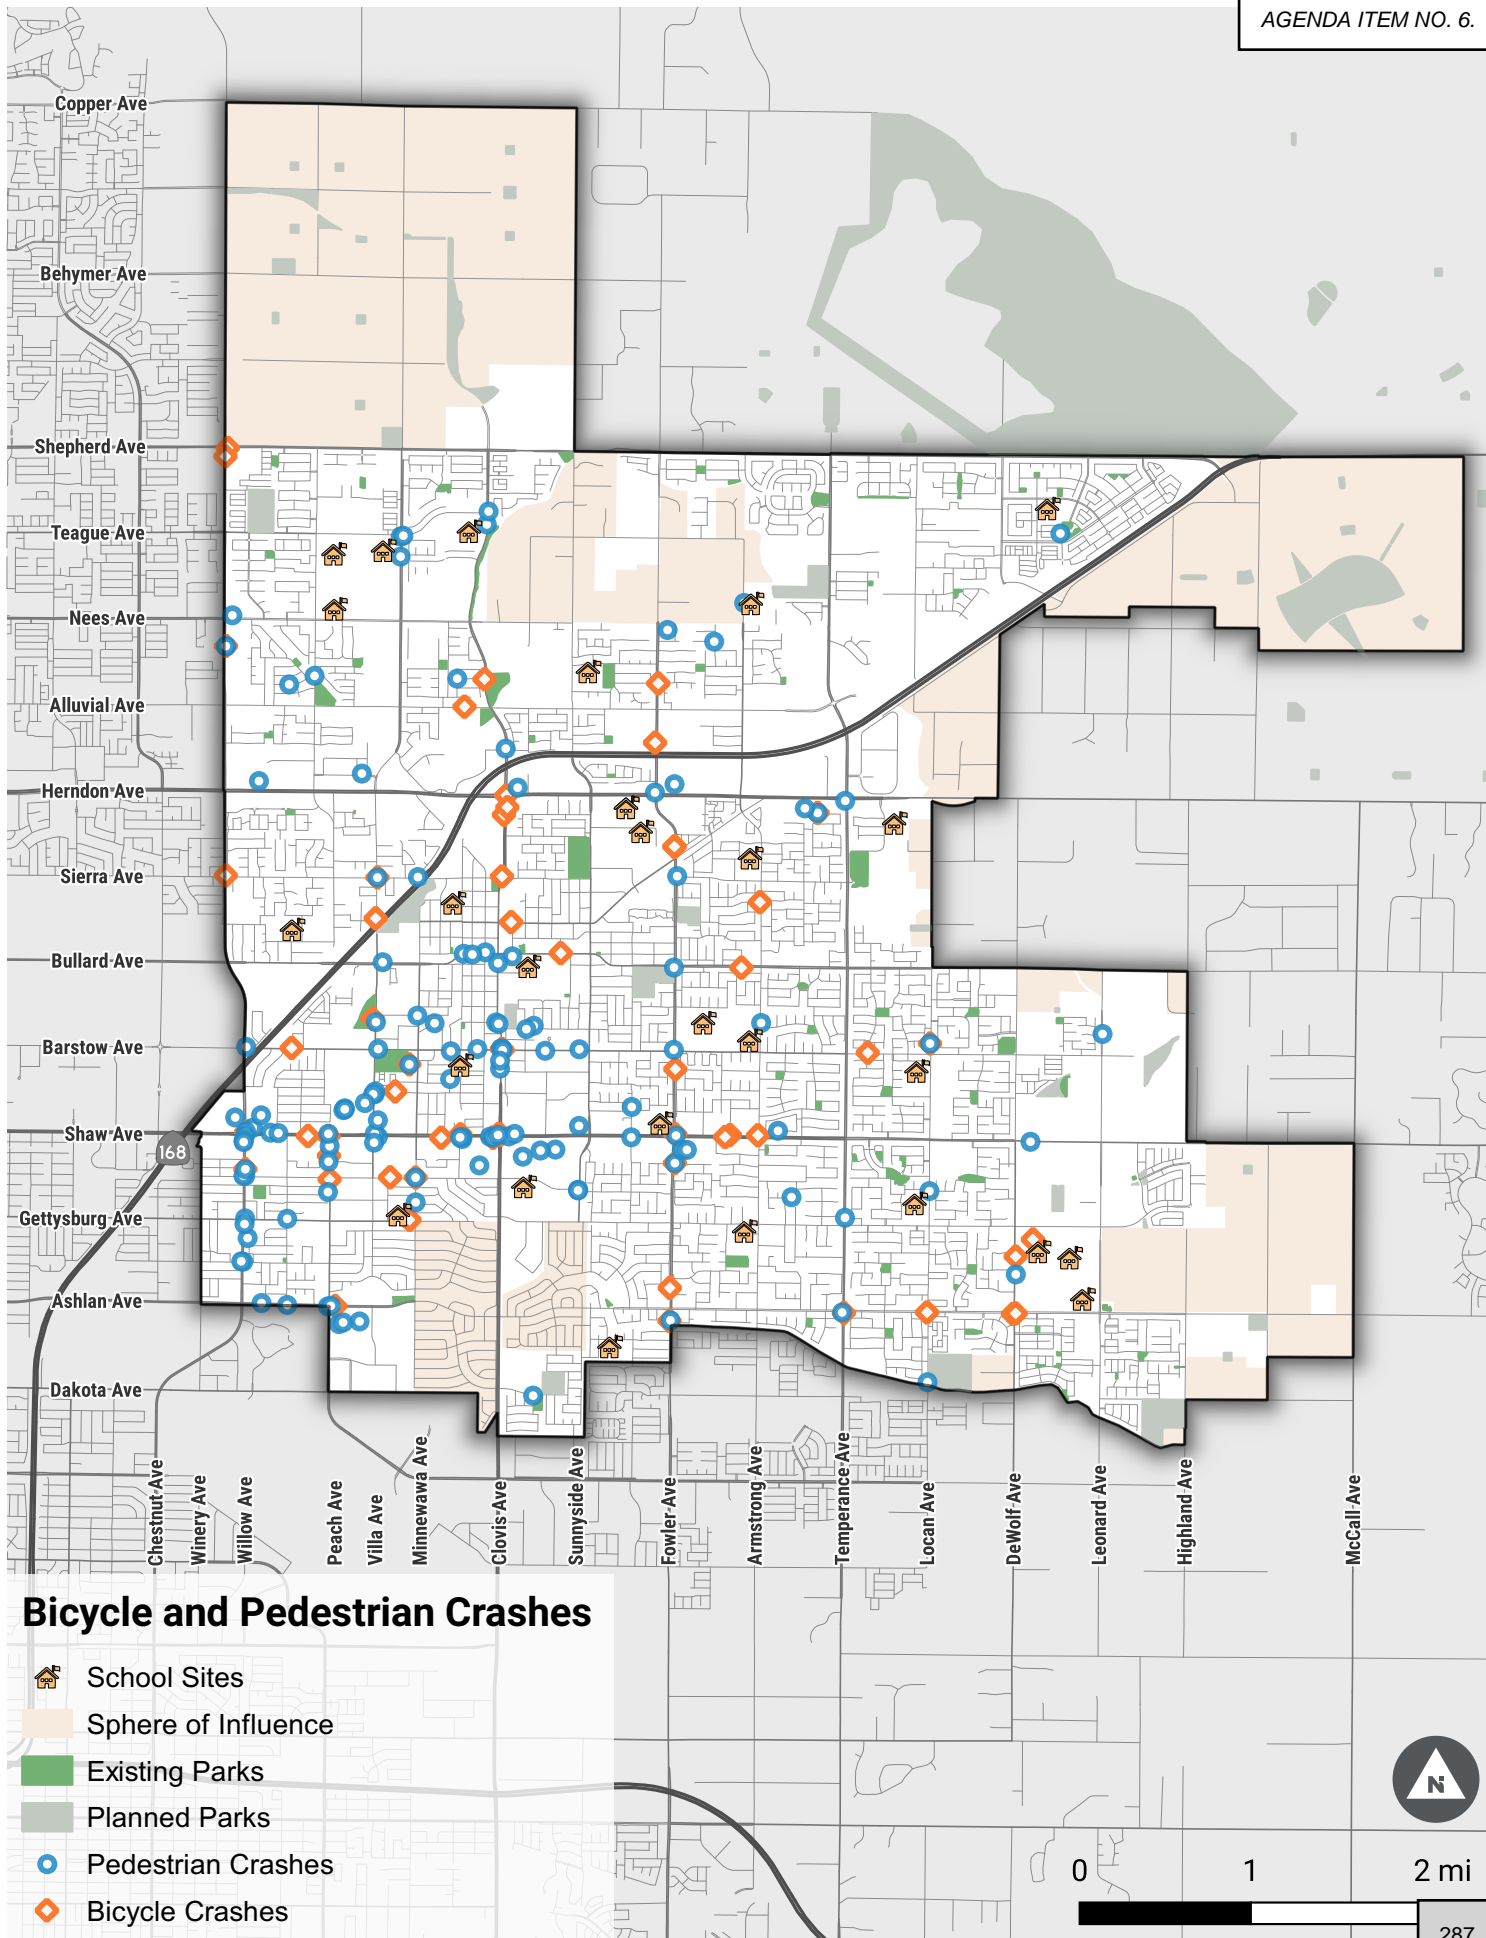 AGENDA ITEM NO. 6.
Copper Ave
Behymer Ave
Shepherd Ave
Teague Ave
Nees Ave
Alluvial Ave
Herndon Ave
Sierra Ave
Bullard Ave
Barstow Ave
Shaw Ave
168
Gettysburg Ave
Ashlan Ave
Dakota Ave
Chestnut Ave
Winery Ave
Willow Ave
Peach Ave
Villa Ave
Minnewawa Ave
Clovis Ave
Sunnyside Ave
Fowler Ave
Armstrong Ave
Temperance Ave
Locan Ave
DeWolf Ave
Leonard Ave
Highland Ave
McCall Ave
Bicycle and Pedestrian Crashes
School Sites
Sphere of Influence
Existing Parks
Planned Parks
Pedestrian Crashes
Bicycle Crashes
N
0 1 2 mi
287